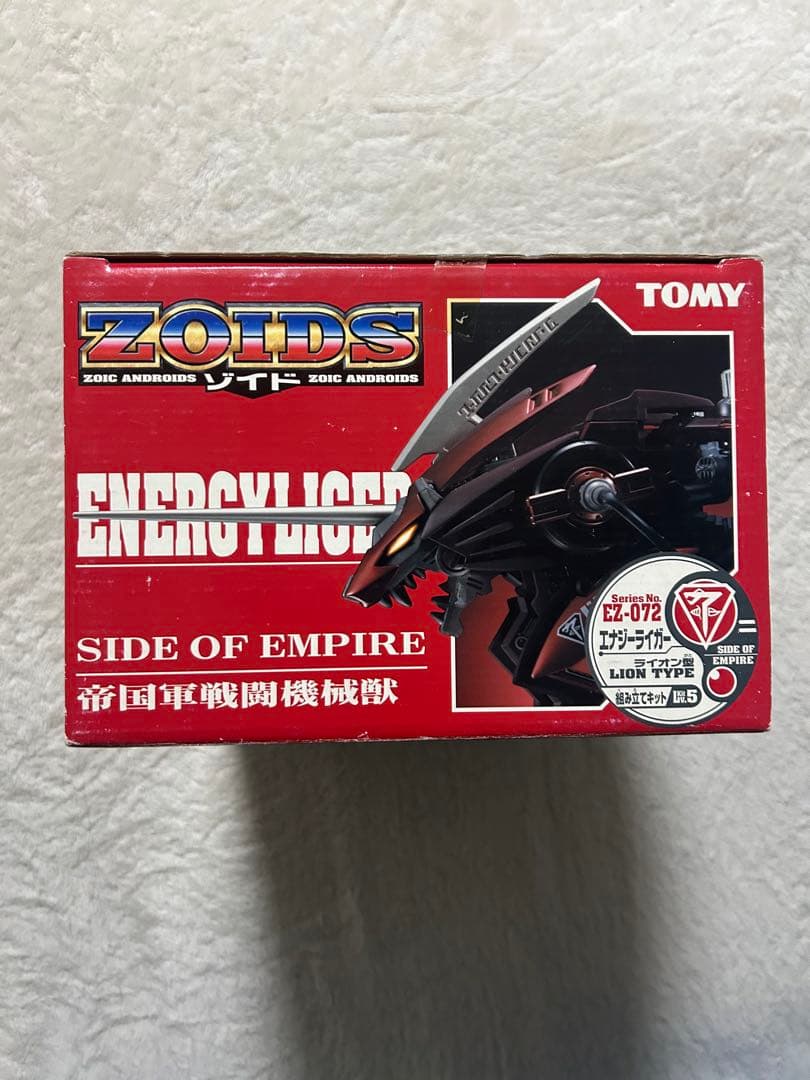 TOMY
ZOIDS
ZOIC ANDROIDS ゾイド ZOIC ANDROIDS
ENERGYLIGER
SIDE OF EMPIRE
帝国軍戦闘機械獣
Series No.
EZ-072
エナジーライガー
ライオン型
LION TYPE
組み立てキット Lv.5
SIDE OF
EMPIRE